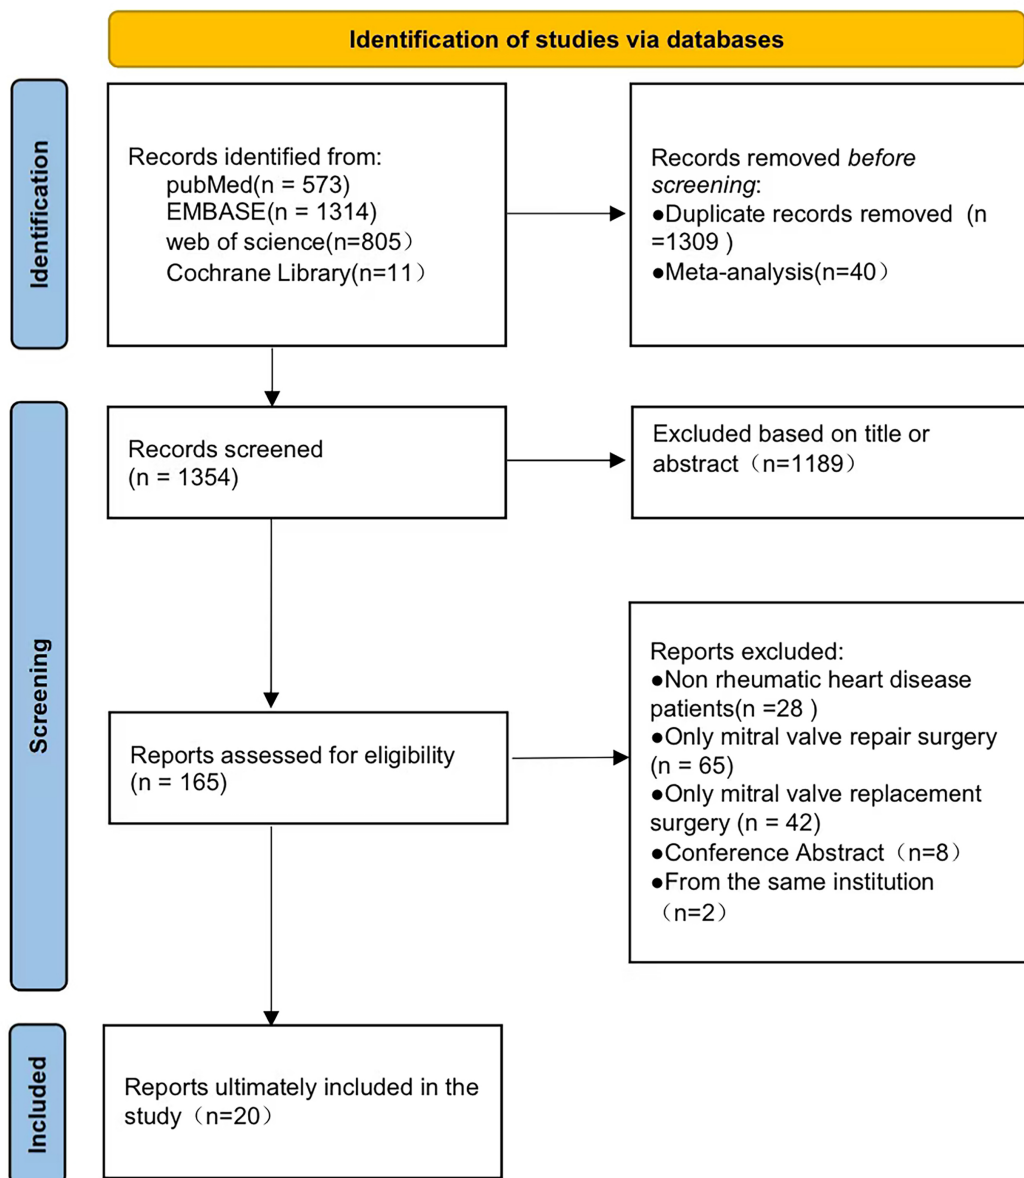 Identification of studies via databases
Identification
Records identified from:
pubMed(n = 573)
EMBASE(n = 1314)
web of science(n=805）
Cochrane Library(n=11）
Records removed before
screening:
●Duplicate records removed  (n
=1309 )
●Meta-analysis(n=40）
Screening
Records screened
(n = 1354)
Excluded based on title or
abstract（n=1189）
Reports assessed for eligibility
(n = 165)
Reports excluded:
●Non rheumatic heart disease
patients(n =28 )
●Only mitral valve repair surgery
(n = 65)
●Only mitral valve replacement
surgery (n = 42)
●Conference Abstract（n=8）
●From the same institution
（n=2）
Included
Reports ultimately included in the
study（n=20）